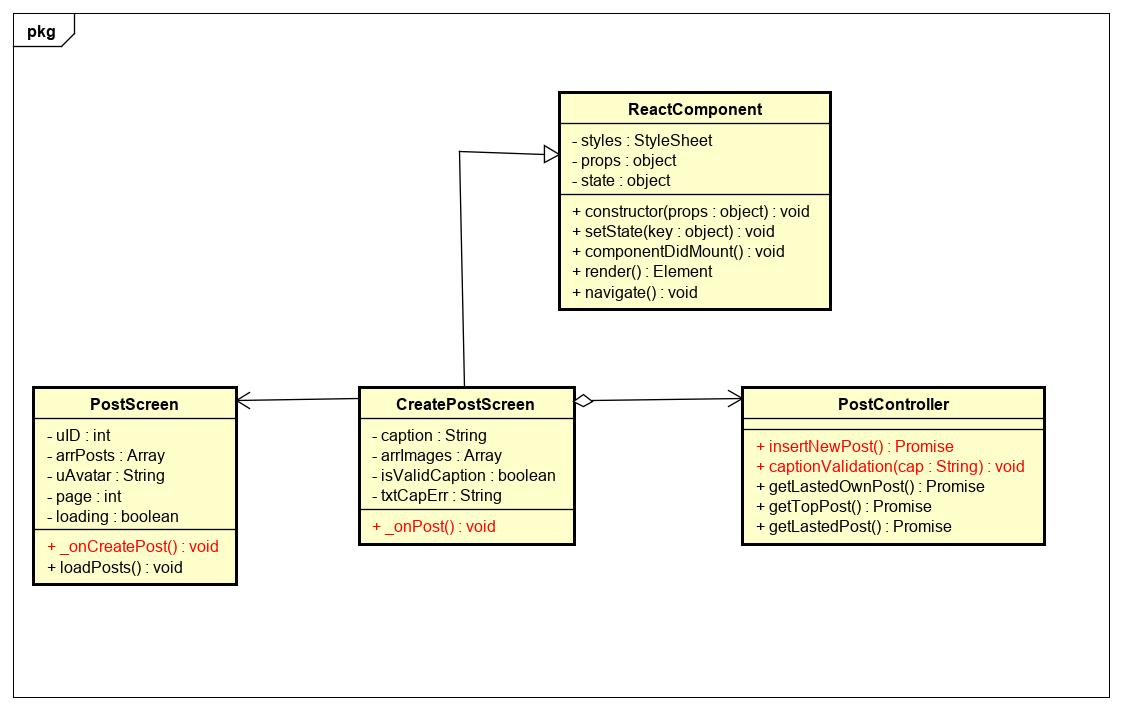 pkg
ReactComponent
- styles : StyleSheet
- props : object
- state : object
+ constructor(props : object) : void
+ setState(key : object) : void
+ componentDidMount() : void
+ render() : Element
+ navigate() : void
PostScreen
- uID : int
- arrPosts : Array
- uAvatar : String
- page : int
- loading : boolean
+ _onCreatePost() : void
+ loadPosts() : void
CreatePostScreen
- caption : String
- arrImages : Array
- isValidCaption : boolean
- txtCapErr : String
+ _onPost() : void
PostController
+ insertNewPost() : Promise
+ captionValidation(cap : String) : void
+ getLastedOwnPost() : Promise
+ getTopPost() : Promise
+ getLastedPost() : Promise